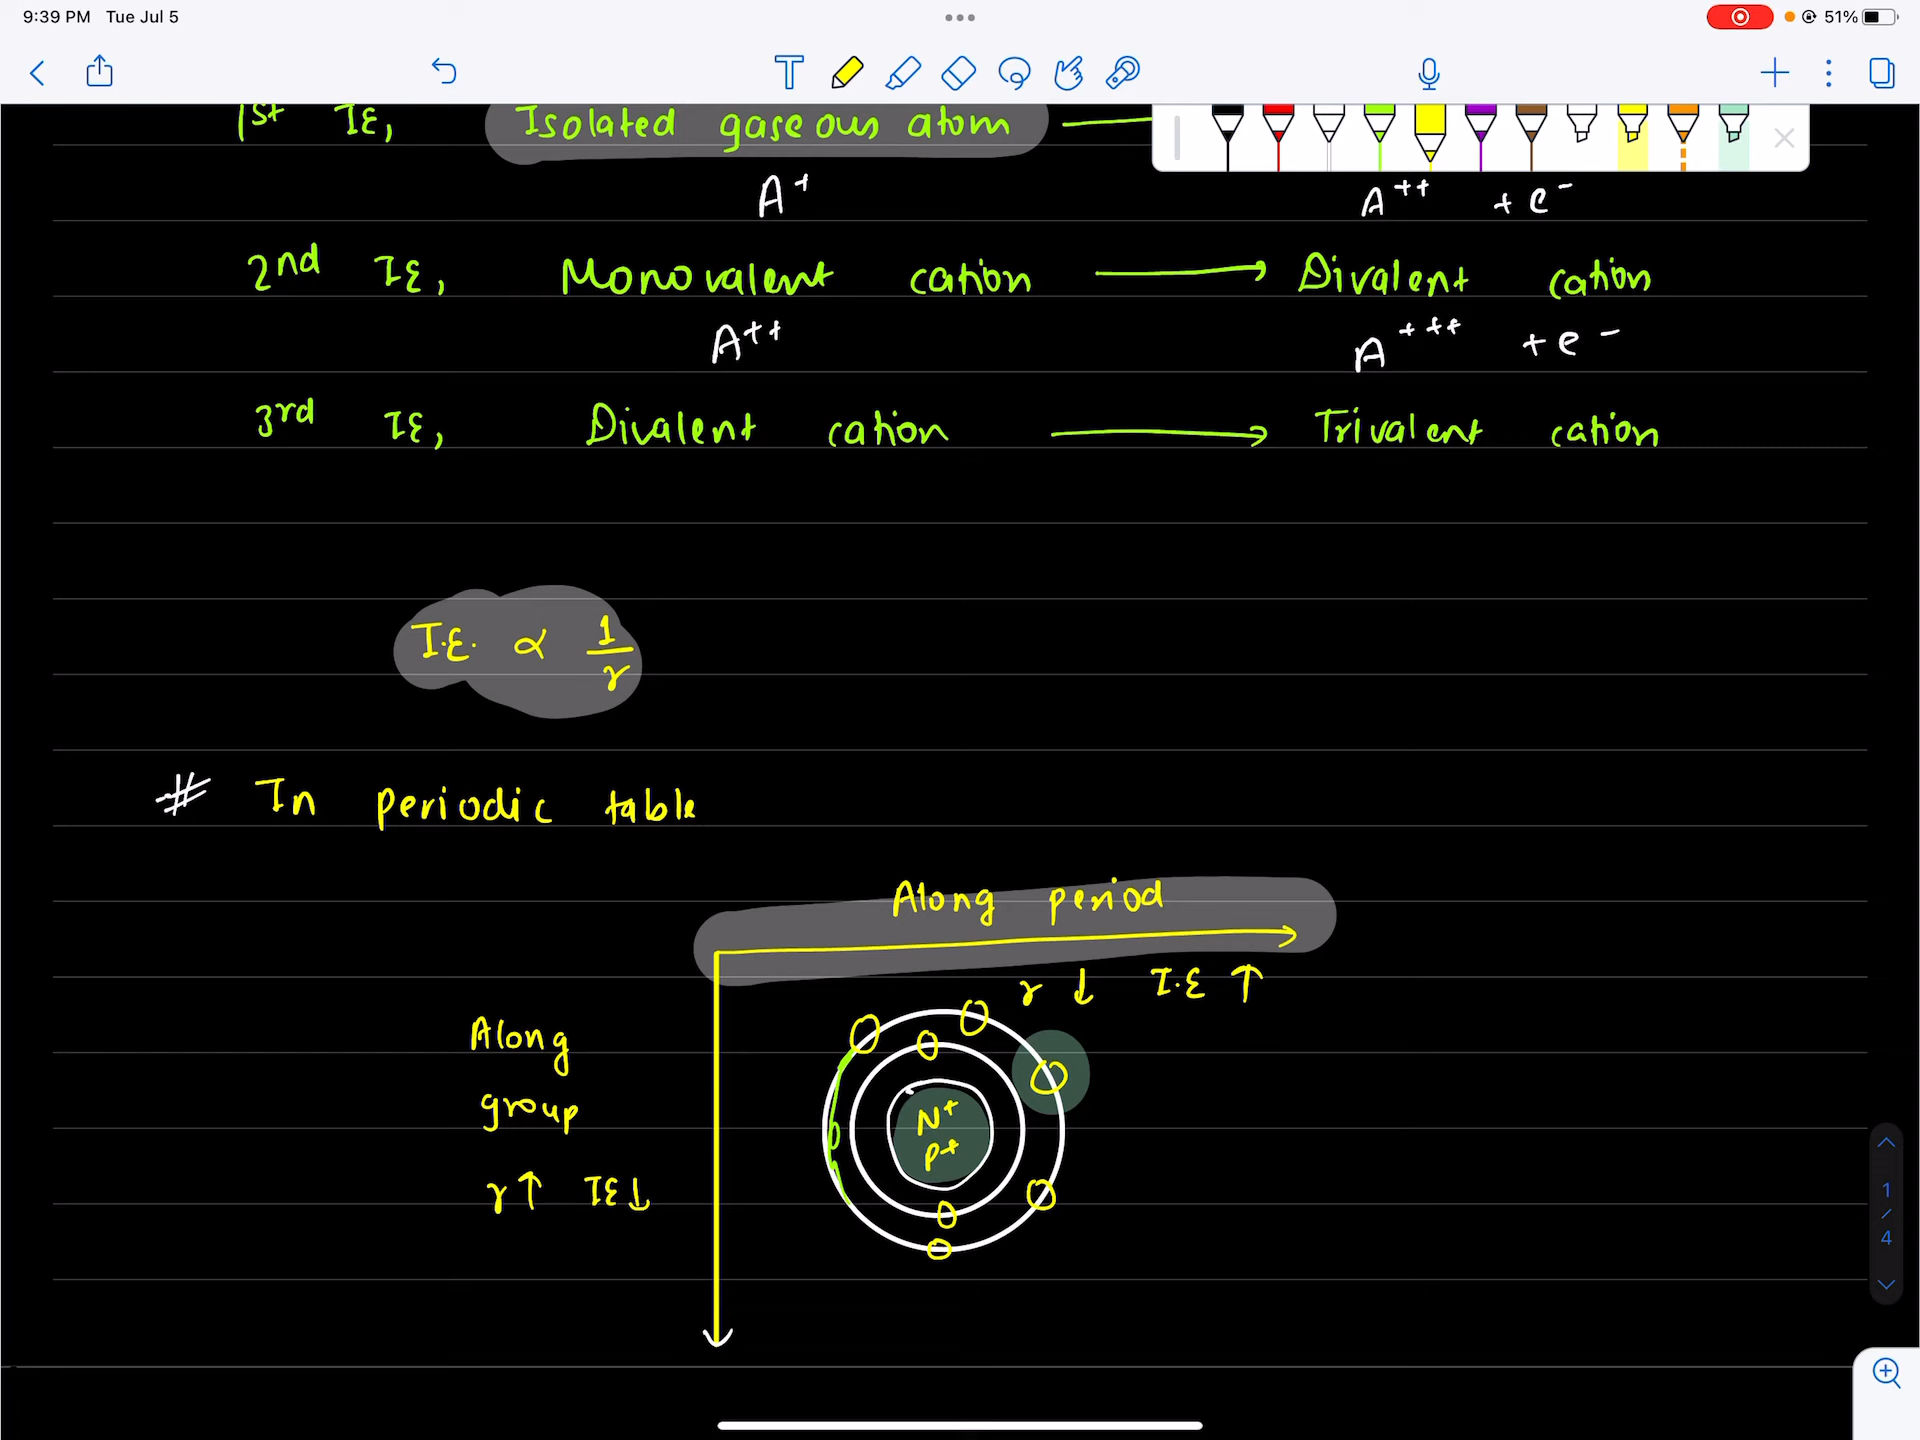 9:39 PM Tue Jul 5
51%
1st IE, Isolated gaseous atom
A+ A++ + e-
2nd IE, Monovalent cation → Divalent cation
A++ A+++ + e-
3rd IE, Divalent cation → Trivalent cation
I.E. ∝ 1/r
# In periodic table
Along period
r ↓ I.E ↑
Along
group
r↑ IE↓
N+
P+
1
/
4